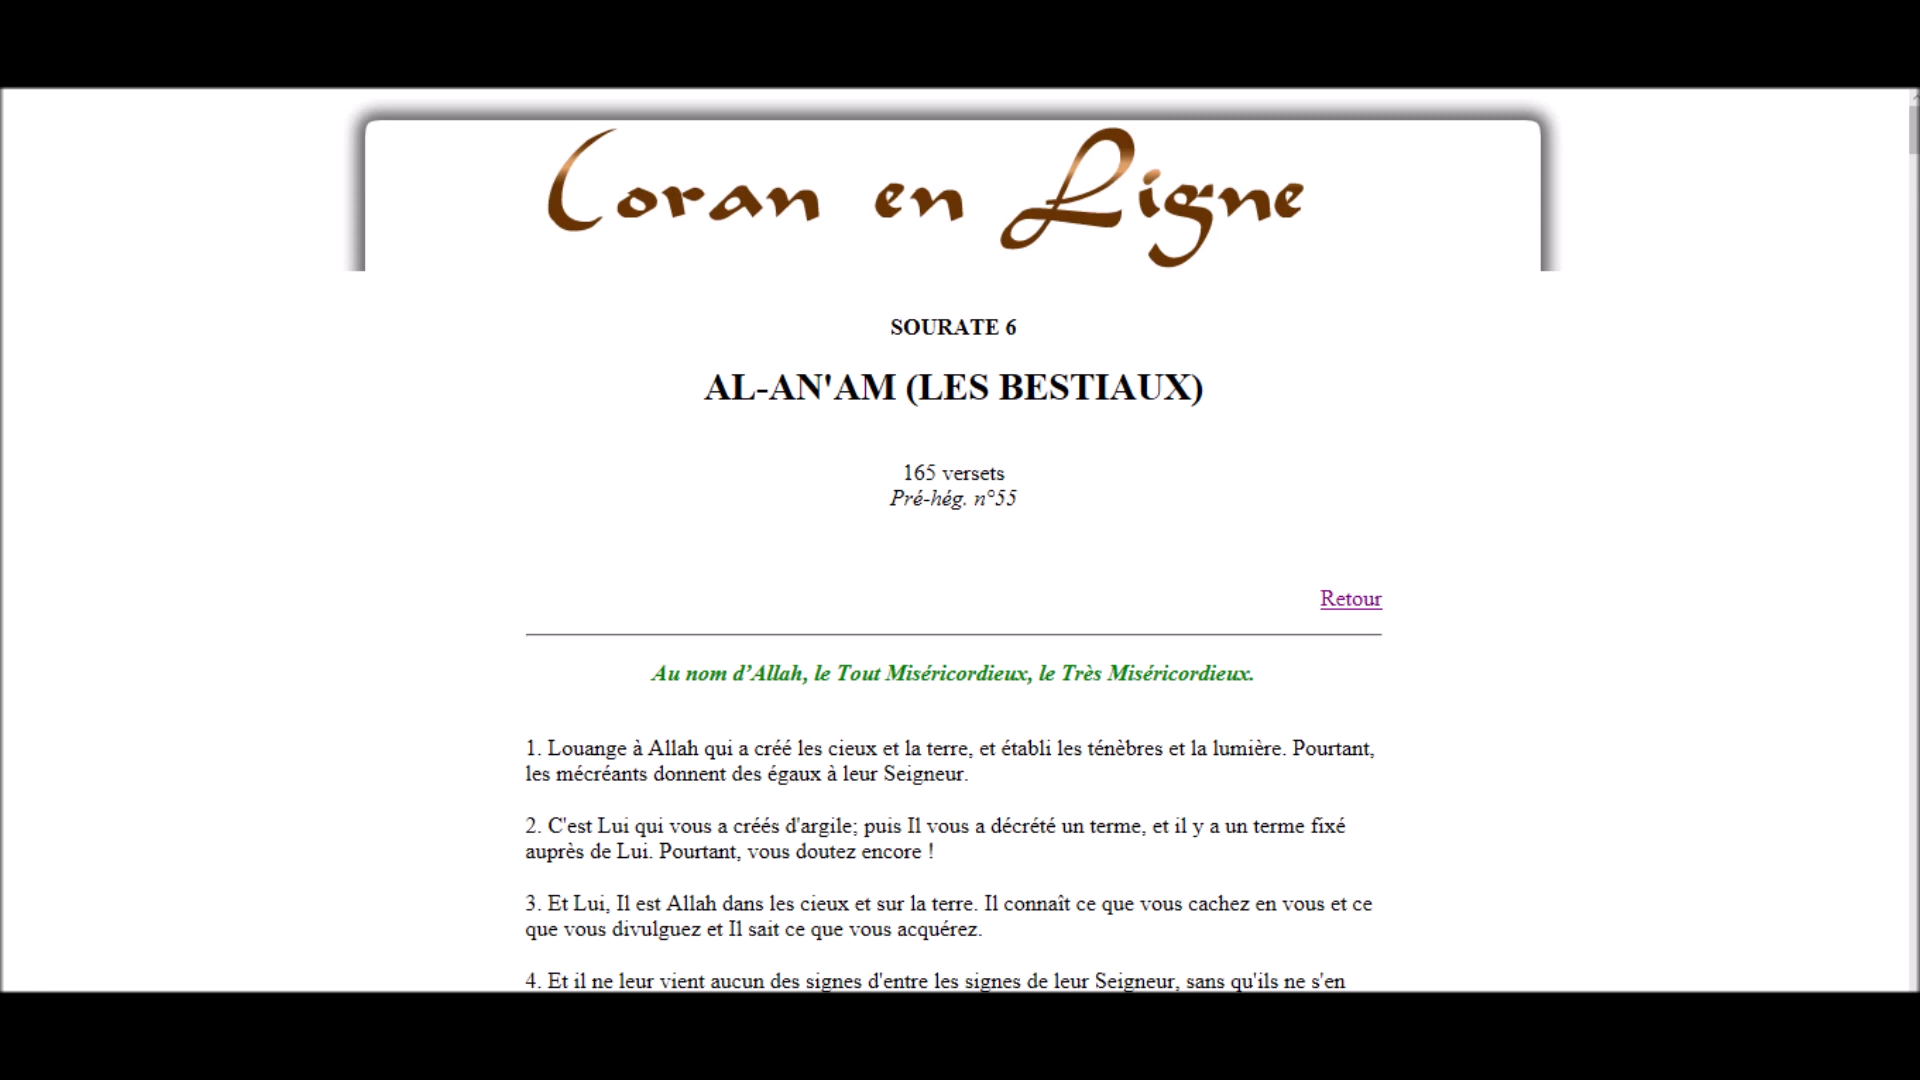 Coran en Ligne
SOURATE 6
AL-AN'AM (LES BESTIAUX)
165 versets
Pré-hég. n°55
Retour
Au nom d’Allah, le Tout Miséricordieux, le Très Miséricordieux.
1. Louange à Allah qui a créé les cieux et la terre, et établi les ténèbres et la lumière. Pourtant,
les mécréants donnent des égaux à leur Seigneur.
2. C'est Lui qui vous a créés d'argile; puis Il vous a décrété un terme, et il y a un terme fixé
auprès de Lui. Pourtant, vous doutez encore !
3. Et Lui, Il est Allah dans les cieux et sur la terre. Il connaît ce que vous cachez en vous et ce
que vous divulguez et Il sait ce que vous acquérez.
4. Et il ne leur vient aucun des signes d'entre les signes de leur Seigneur, sans qu'ils ne s'en